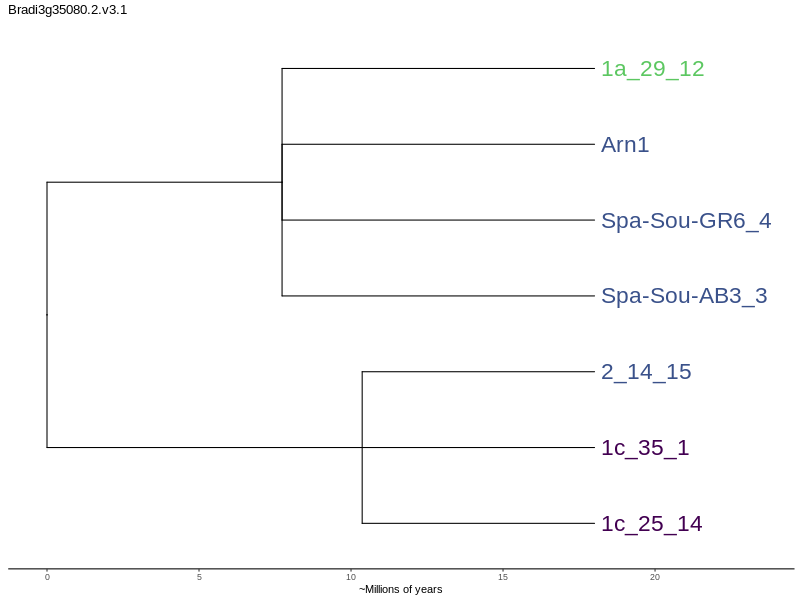 Bradi3g35080.2.v3.1
1a_29_12
Arn1
Spa-Sou-GR6_4
Spa-Sou-AB3_3
2_14_15
1c_35_1
1c_25_14
0 5 10 15 20
~Millions of years